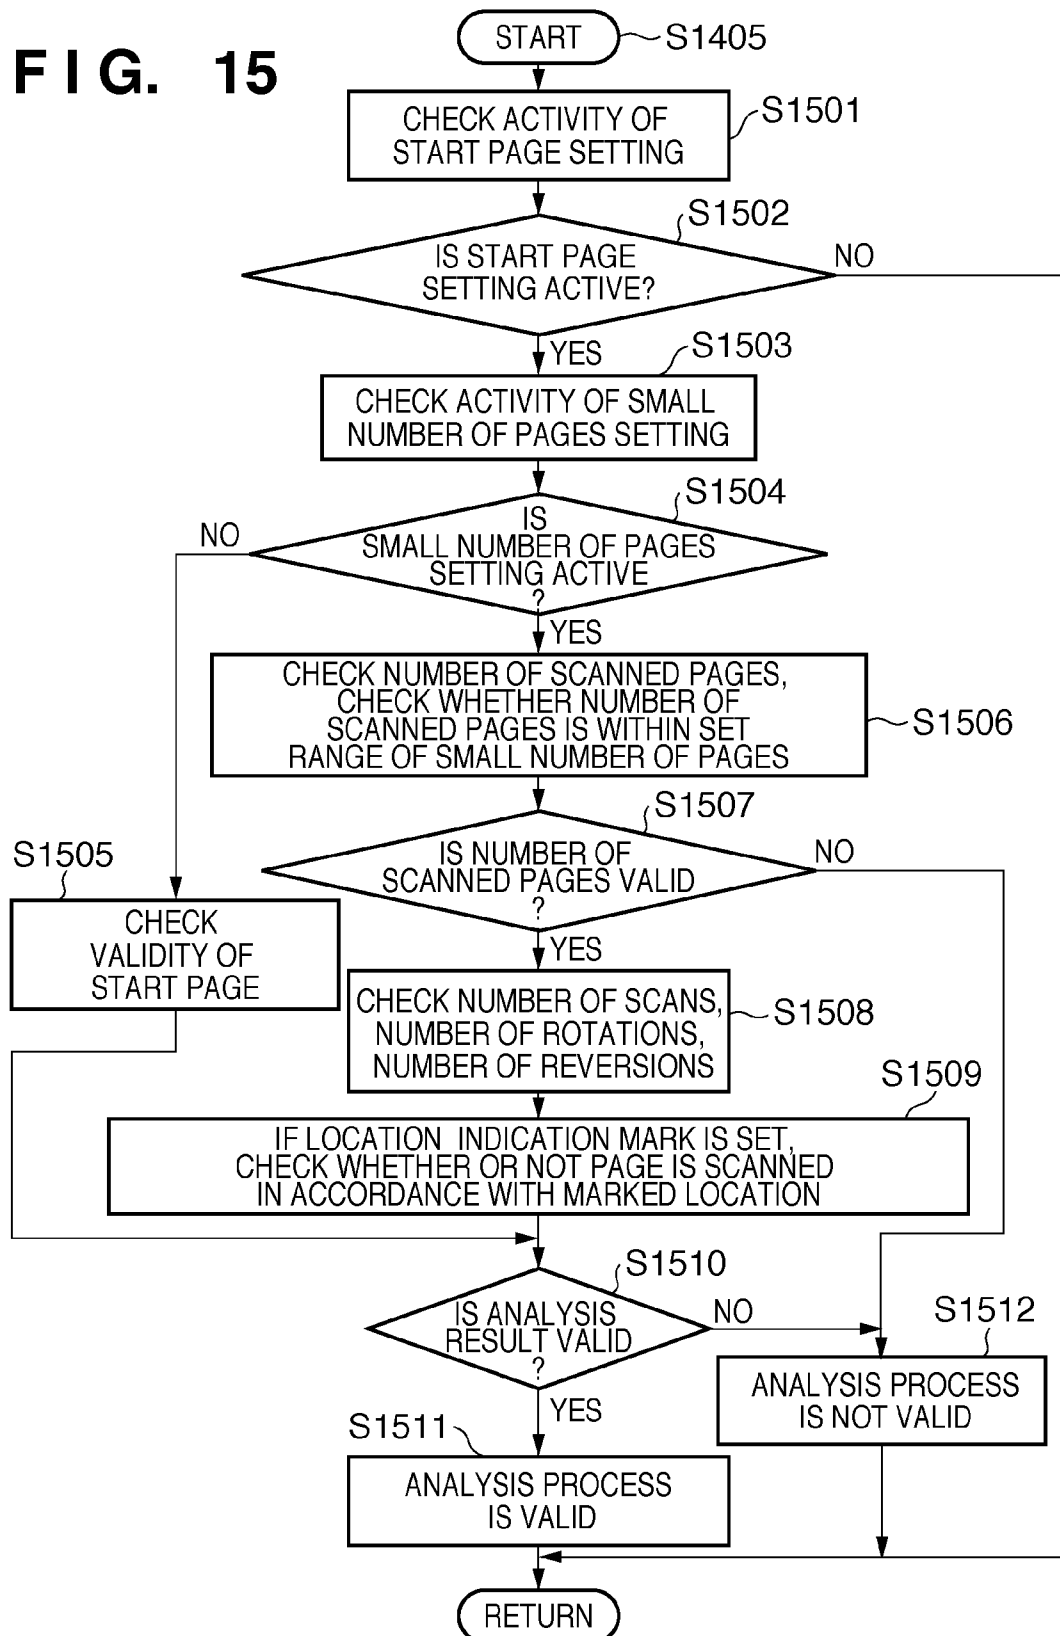 FIG. 15
START
S1405
CHECK ACTIVITY OF
START PAGE SETTING
S1501
S1502
IS START PAGE
SETTING ACTIVE?
NO
YES
S1503
CHECK ACTIVITY OF SMALL
NUMBER OF PAGES SETTING
S1504
IS
SMALL NUMBER OF PAGES
SETTING ACTIVE
?
NO
YES
CHECK NUMBER OF SCANNED PAGES,
CHECK WHETHER NUMBER OF
SCANNED PAGES IS WITHIN SET
RANGE OF SMALL NUMBER OF PAGES
S1506
S1507
IS NUMBER OF
SCANNED PAGES VALID
?
NO
YES
S1505
CHECK
VALIDITY OF
START PAGE
CHECK NUMBER OF SCANS,
NUMBER OF ROTATIONS,
NUMBER OF REVERSIONS
S1508
S1509
IF LOCATION INDICATION MARK IS SET,
CHECK WHETHER OR NOT PAGE IS SCANNED
IN ACCORDANCE WITH MARKED LOCATION
S1510
IS ANALYSIS
RESULT VALID
?
NO
YES
S1512
ANALYSIS PROCESS
IS NOT VALID
S1511
ANALYSIS PROCESS
IS VALID
RETURN